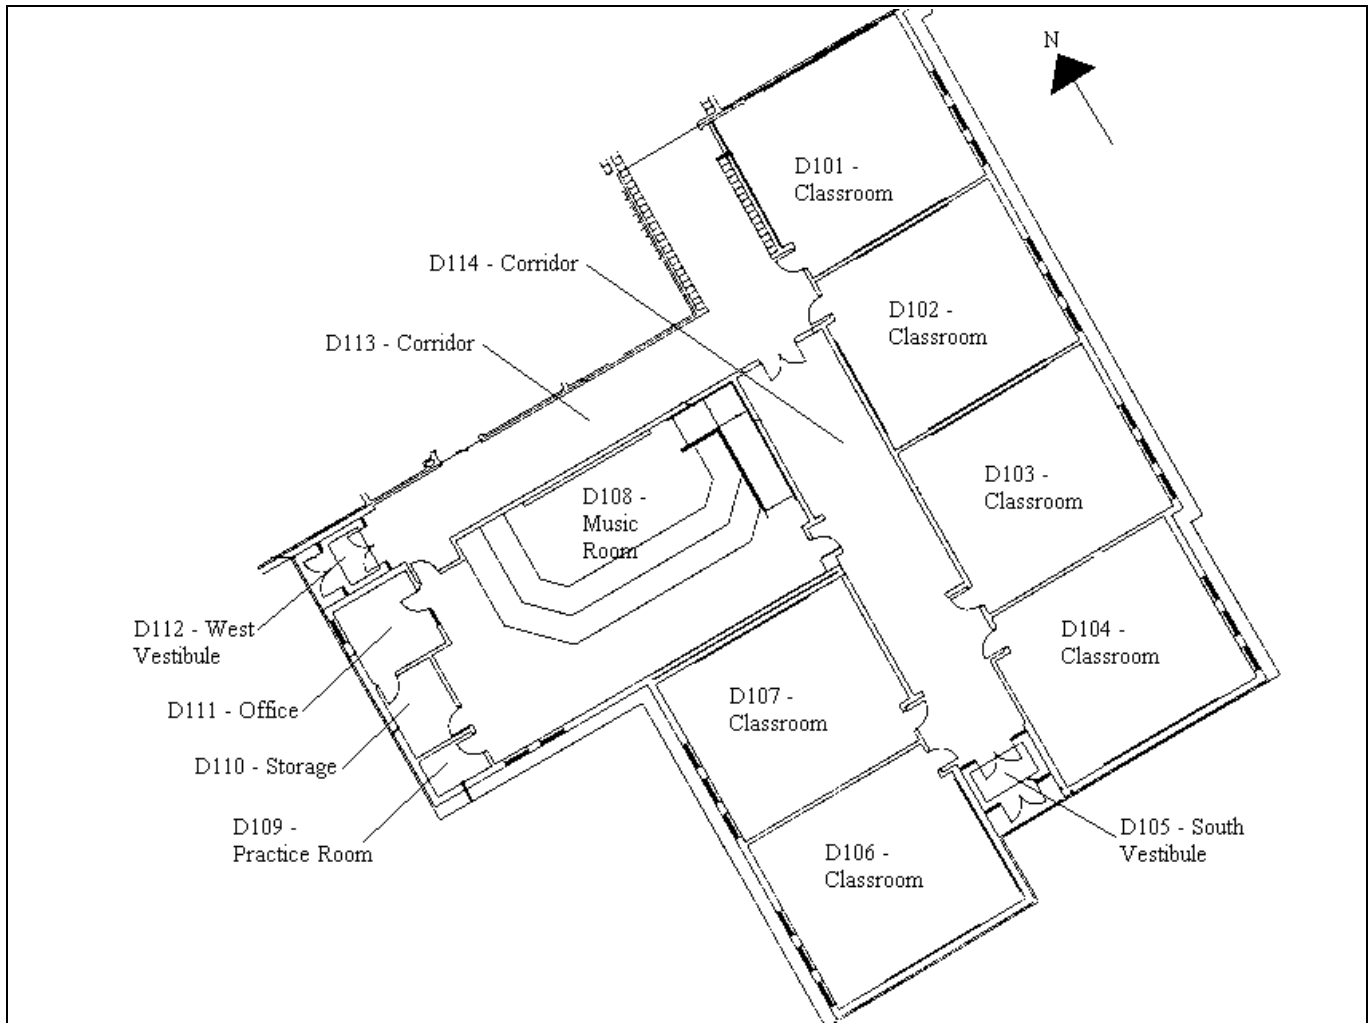 N
D101 -
Classroom
D114 - Corridor
D102 -
Classroom
D113 - Corridor
D103 -
Classroom
D108 -
Music
Room
D112 - West
Vestibule
D104 -
Classroom
D111 - Office
D107 -
Classroom
D110 - Storage
D109 -
Practice Room
D105 - South
Vestibule
D106 -
Classroom